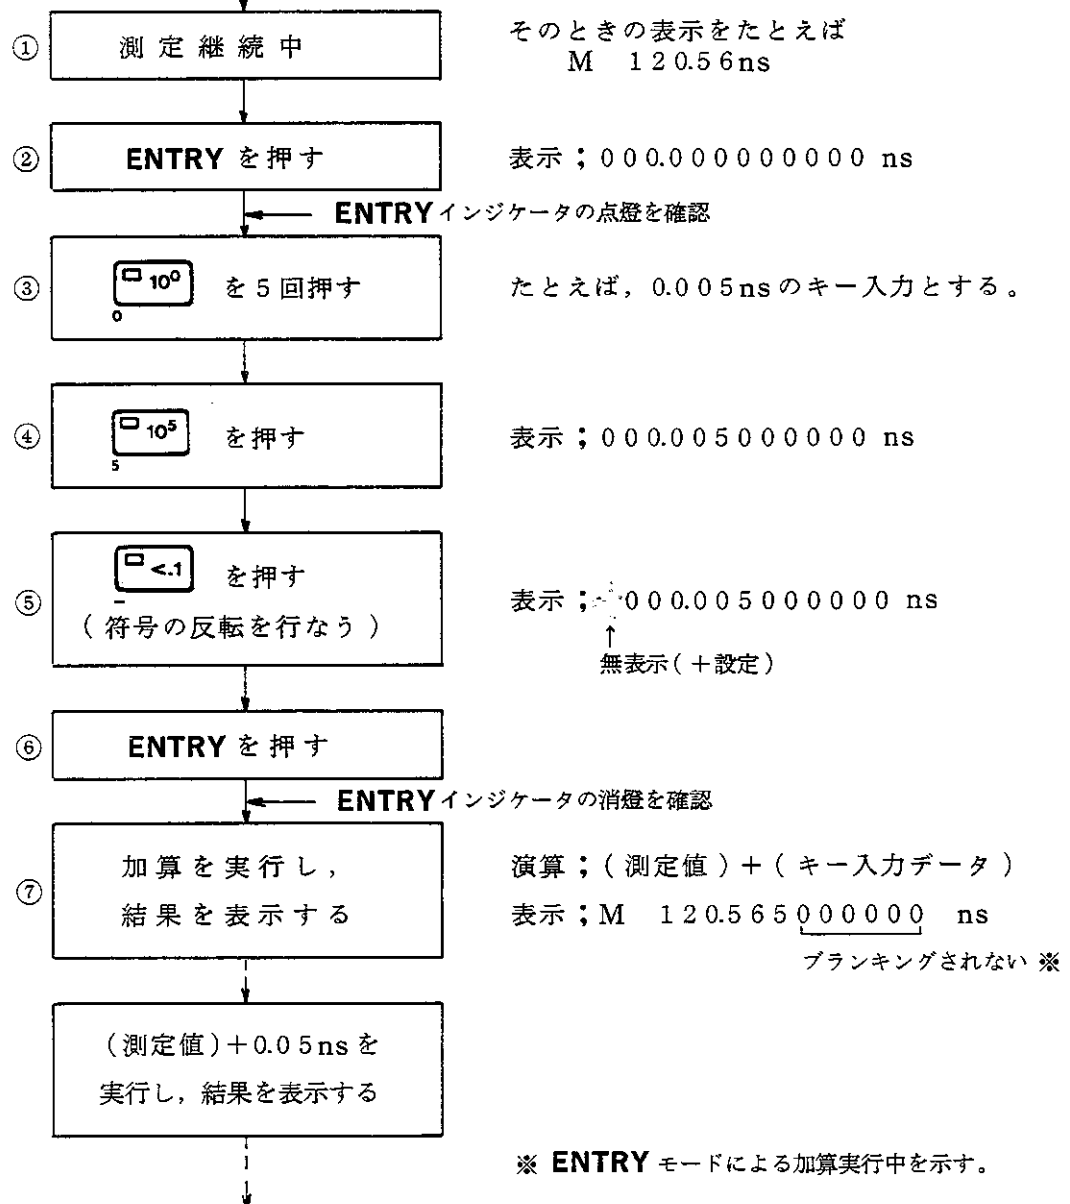 ① 測定継続中
そのときの表示をたとえば
M 120.56ns
② ENTRY を押す
表示；000.000000000 ns
ENTRYインジケータの点燈を確認
③ 10⁰ を5回押す
0
たとえば，0.005nsのキー入力とする。
④ 10⁵ を押す
5
表示；000.005000000 ns
⑤ <.1 を押す
−
（符号の反転を行なう）
表示； 000.005000000 ns
↑
無表示（＋設定）
⑥ ENTRY を押す
ENTRYインジケータの消燈を確認
⑦ 加算を実行し，
結果を表示する
演算；（測定値）＋（キー入力データ）
表示；M 120.565000000 ns
ブランキングされない ※
（測定値）＋0.05nsを
実行し，結果を表示する
※ ENTRY モードによる加算実行中を示す。